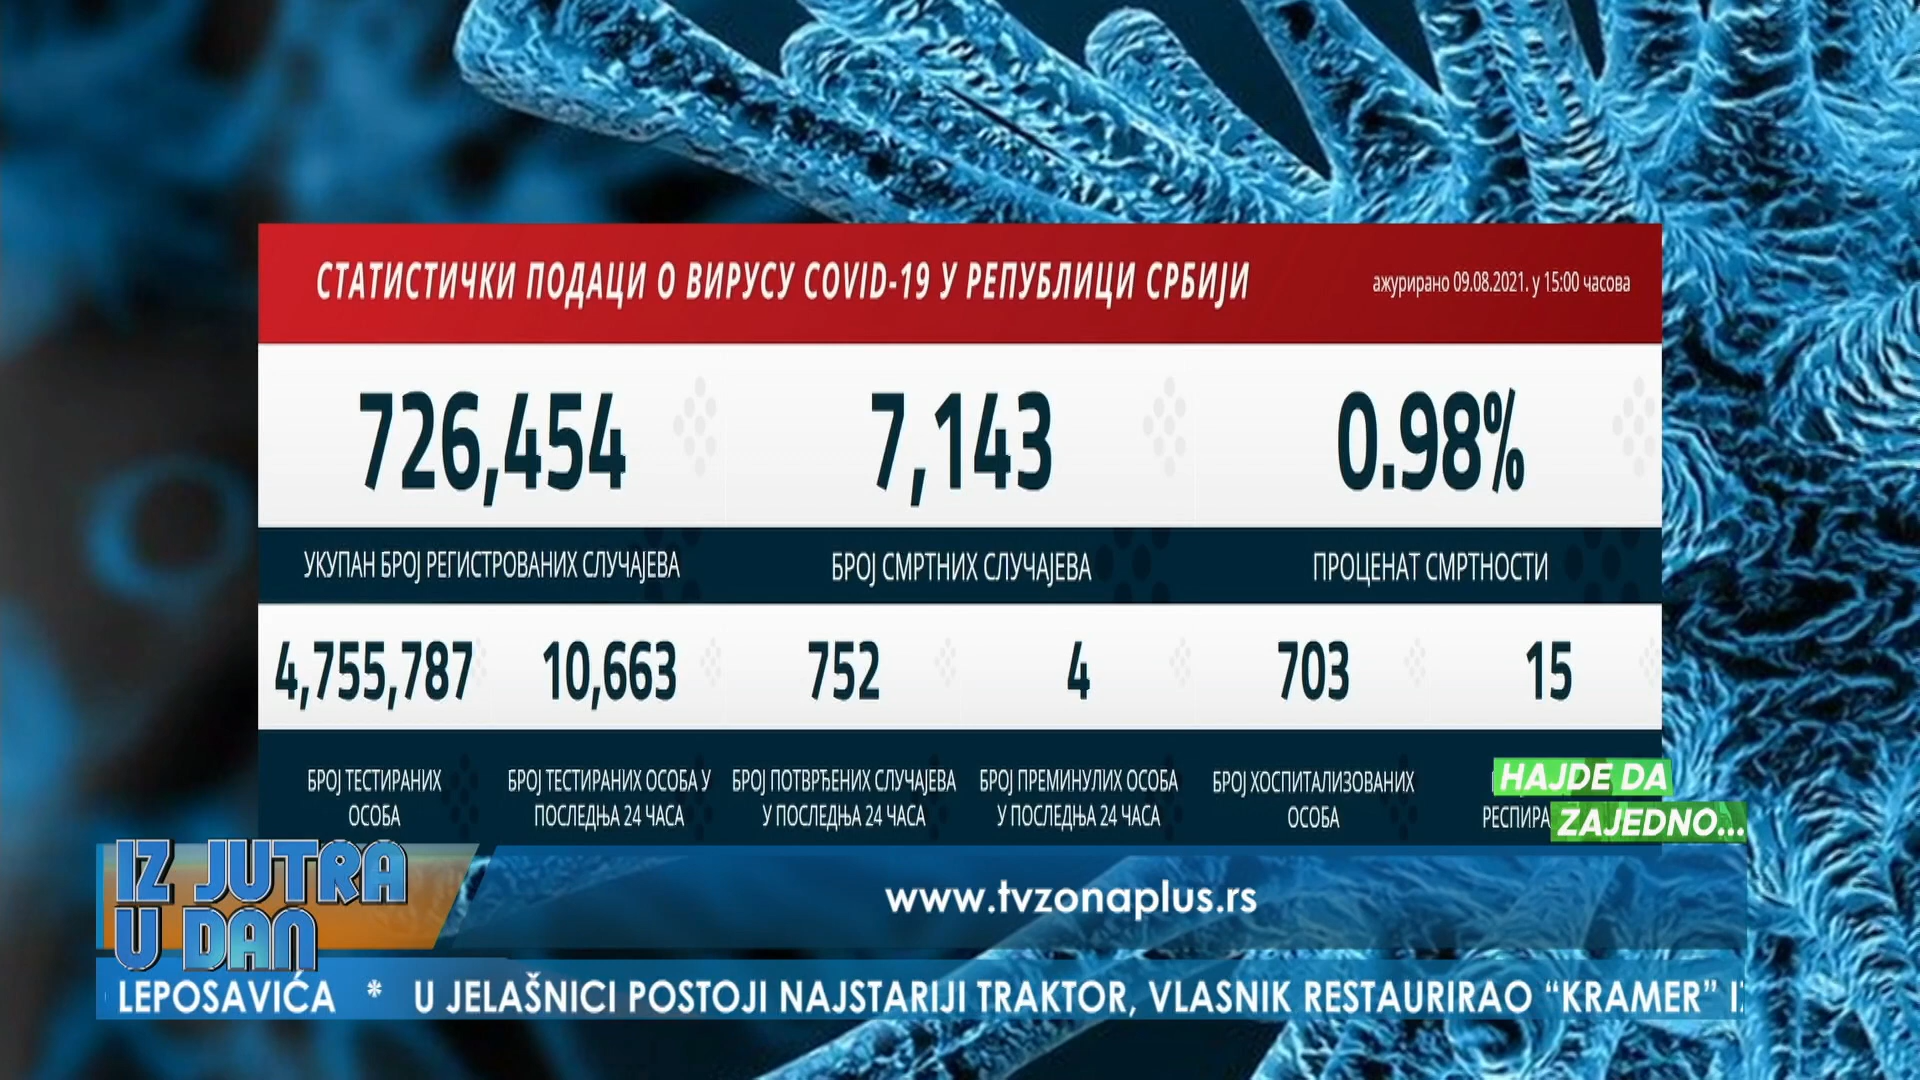 СТАТИСТИЧКИ ПОДАЦИ О ВИРУСУ COVID-19 У РЕПУБЛИЦИ СРБИЈИ
ажурирано 09.08.2021. у 15:00 часова
726,454
7,143
0.98%
УКУПАН БРОЈ РЕГИСТРОВАНИХ СЛУЧАЈЕВА
БРОЈ СМРТНИХ СЛУЧАЈЕВА
ПРОЦЕНАТ СМРТНОСТИ
4,755,787
10,663
752
4
703
15
БРОЈ ТЕСТИРАНИХ
ОСОБА
БРОЈ ТЕСТИРАНИХ ОСОБА У
ПОСЛЕДЊА 24 ЧАСА
БРОЈ ПОТВРЂЕНИХ СЛУЧАЈЕВА
У ПОСЛЕДЊА 24 ЧАСА
БРОЈ ПРЕМИНУЛИХ ОСОБА
У ПОСЛЕДЊА 24 ЧАСА
БРОЈ ХОСПИТАЛИЗОВАНИХ
ОСОБА
РЕСПИРА
HAJDE DA
ZAJEDNO...
IZ JUTRA
U DAN
www.tvzonaplus.rs
LEPOSAVIĆA * U JELAŠNICI POSTOJI NAJSTARIJI TRAKTOR, VLASNIK RESTAURIRAO “KRAMER”